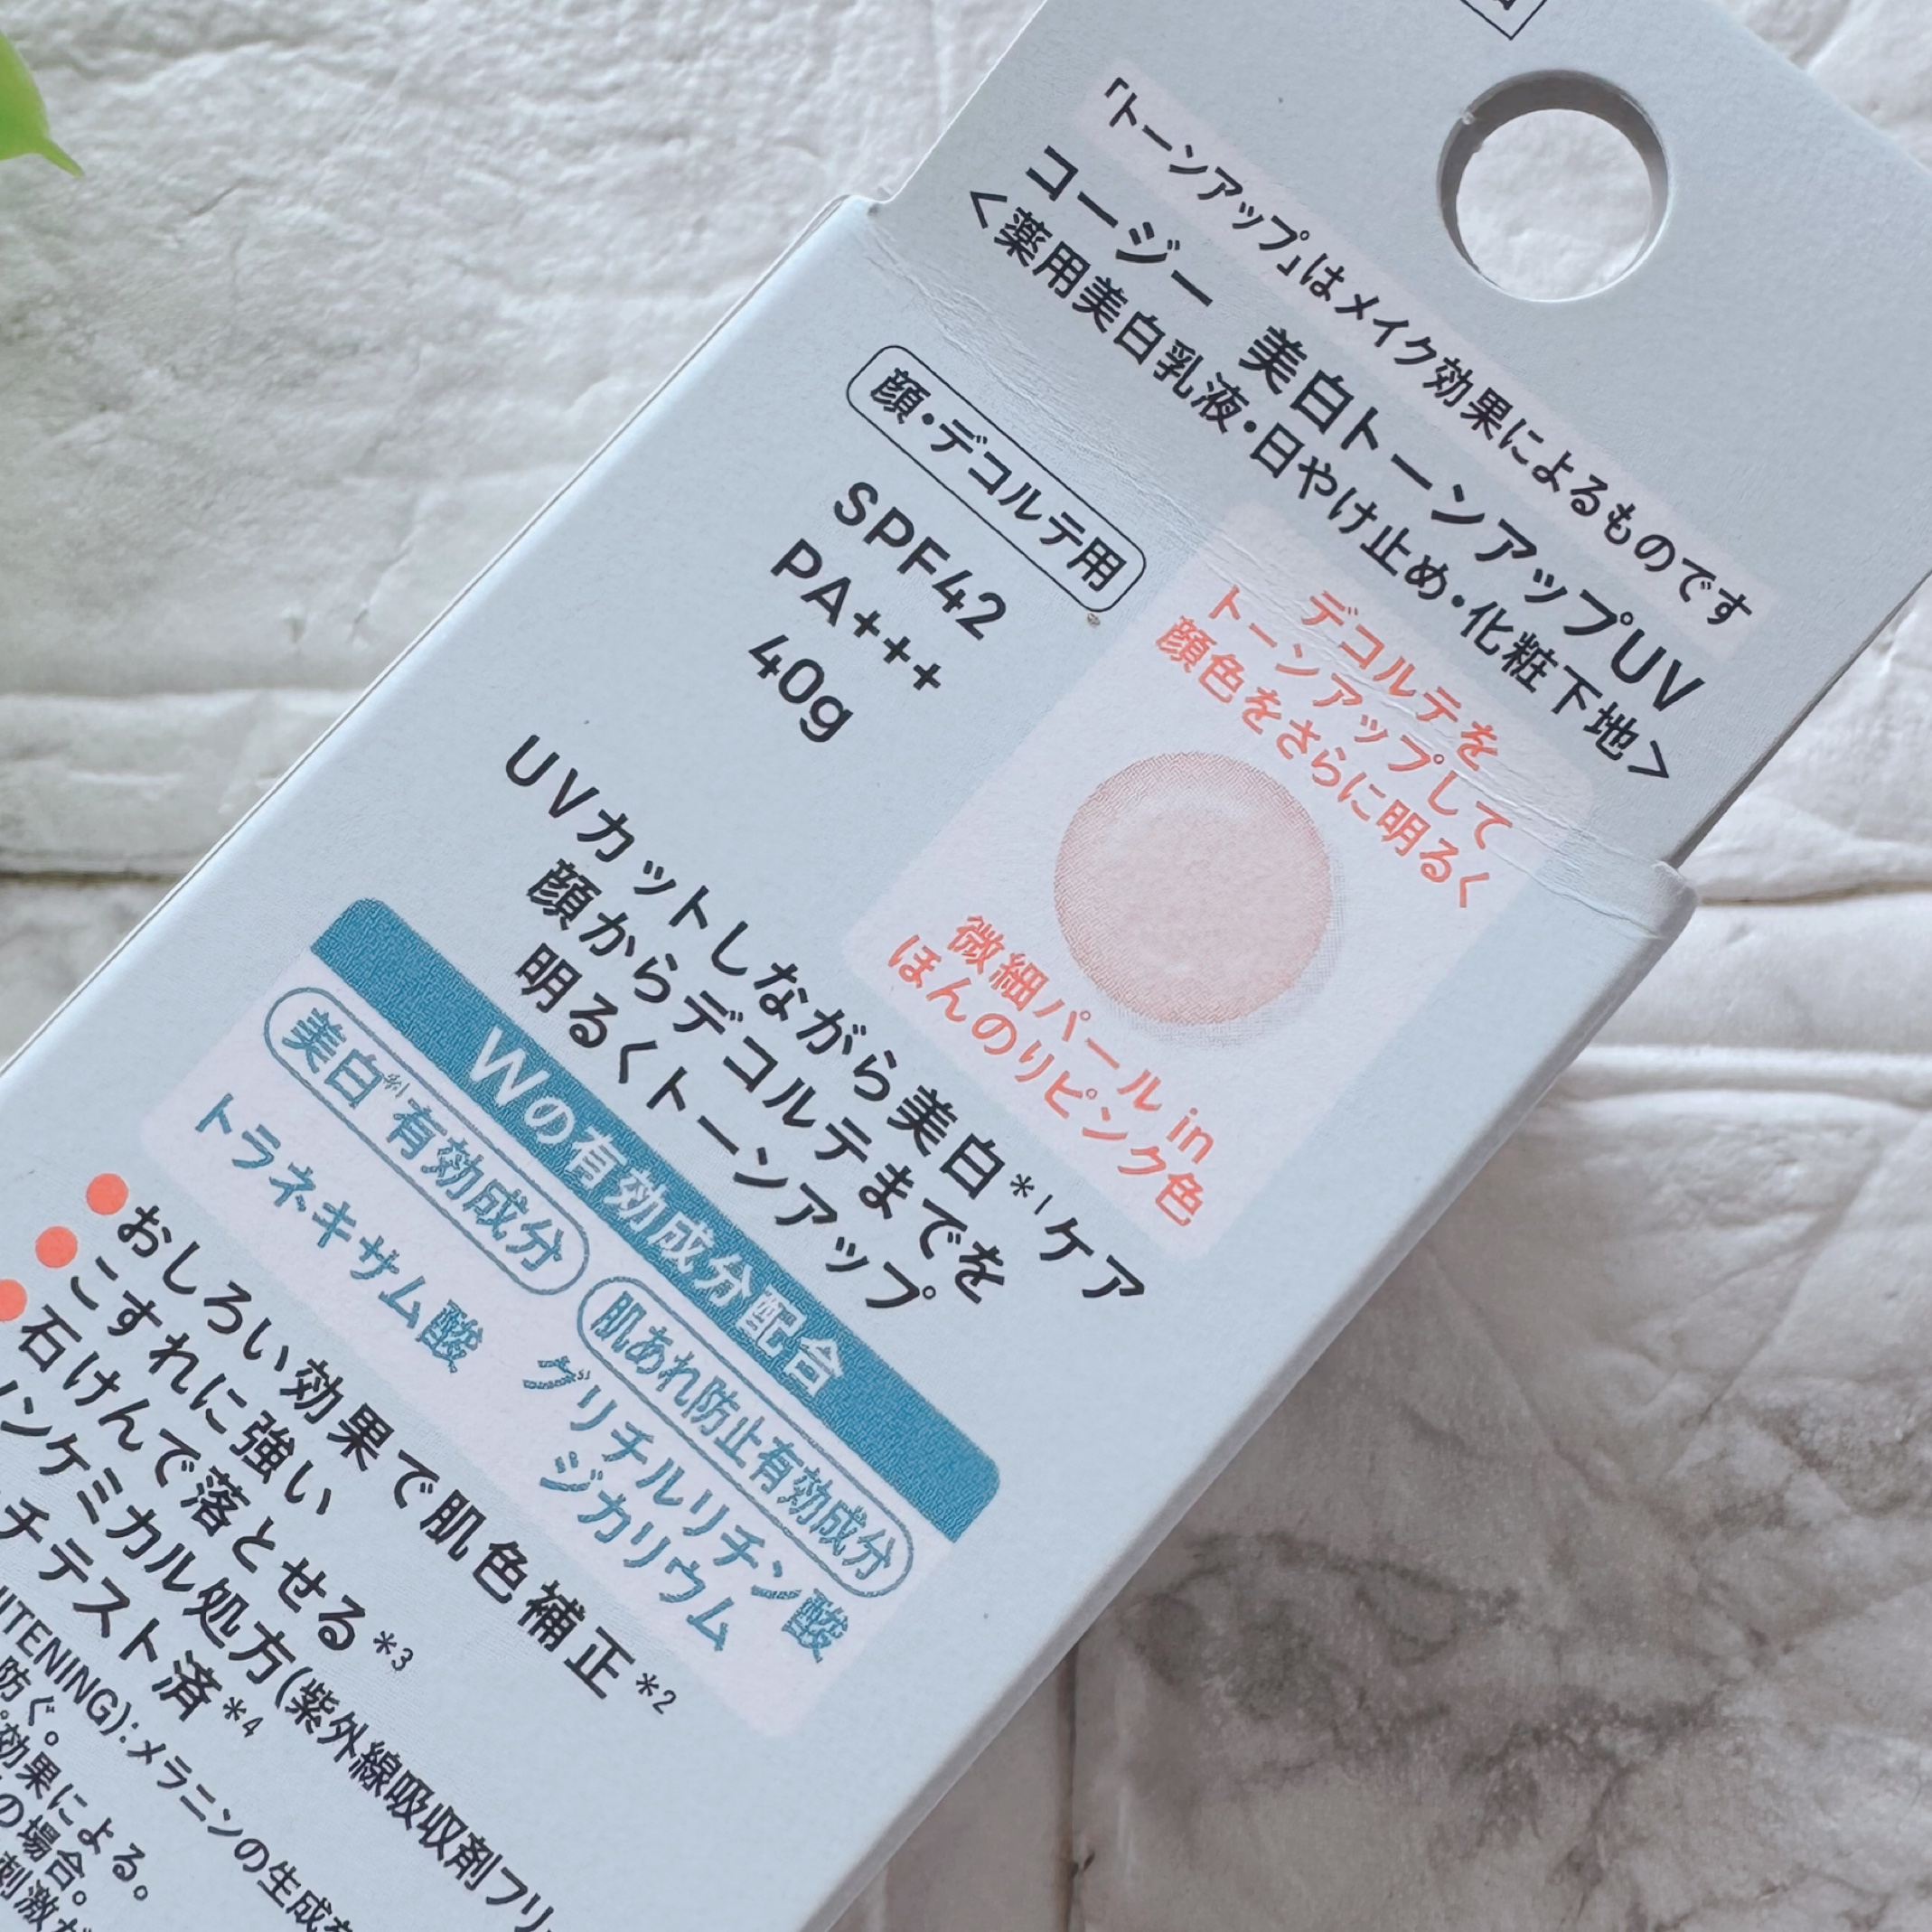 「トーンアップ」はメイク効果によるものです
コージー 美白トーンアップUV
<薬用美白乳液・日やけ止め・化粧下地>
顔・デコルテ用
SPF42
PA+++
40g
デコルテを
トーンアップして
顔色をさらに明るく
微細パールin
ほんのりピンク色
UVカットしながら美白*1ケア
顔からデコルテまでを
明るくトーンアップ
Wの有効成分配合
美白*1有効成分
トラネキサム酸
肌あれ防止有効成分
グリチルリチン酸
ジカリウム
●おしろい効果で肌色補正*2
●こすれに強い
●石けんで落とせる*3
ノンケミカル処方(紫外線吸収剤フリ
チテスト済*4
ITENING):メラニンの生成を
防ぐ。
効果による。
の場合。
刺激が